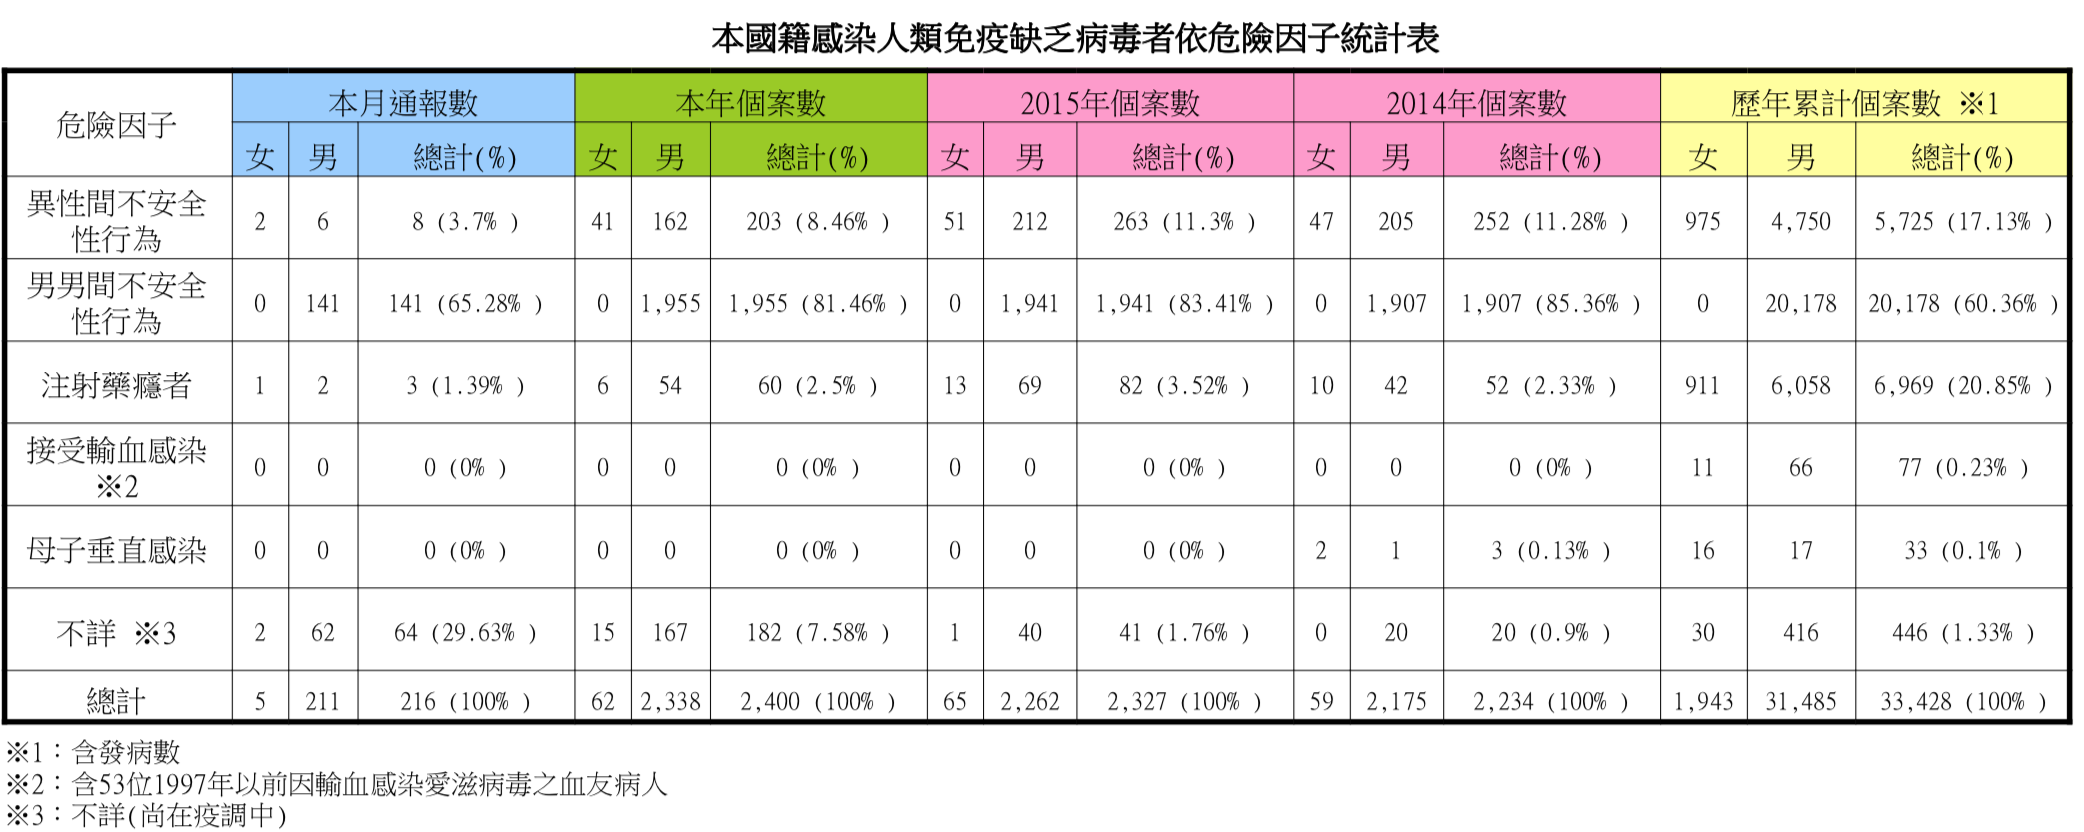 本國籍感染人類免疫缺乏病毒者依危險因子統計表
危險因子 本月通報數 本年個案數 2015年個案數 2014年個案數 歷年累計個案數 ※1
女 男 總計(%) 女 男 總計(%) 女 男 總計(%) 女 男 總計(%) 女 男 總計(%)
異性間不安全
性行為 2 6 8 (3.7% ) 41 162 203 (8.46% ) 51 212 263 (11.3% ) 47 205 252 (11.28% ) 975 4,750 5,725 (17.13% )
男男間不安全
性行為 0 141 141 (65.28% ) 0 1,955 1,955 (81.46% ) 0 1,941 1,941 (83.41% ) 0 1,907 1,907 (85.36% ) 0 20,178 20,178 (60.36% )
注射藥癮者 1 2 3 (1.39% ) 6 54 60 (2.5% ) 13 69 82 (3.52% ) 10 42 52 (2.33% ) 911 6,058 6,969 (20.85% )
接受輸血感染
※2 0 0 0 (0% ) 0 0 0 (0% ) 0 0 0 (0% ) 0 0 0 (0% ) 11 66 77 (0.23% )
母子垂直感染 0 0 0 (0% ) 0 0 0 (0% ) 0 0 0 (0% ) 2 1 3 (0.13% ) 16 17 33 (0.1% )
不詳 ※3 2 62 64 (29.63% ) 15 167 182 (7.58% ) 1 40 41 (1.76% ) 0 20 20 (0.9% ) 30 416 446 (1.33% )
總計 5 211 216 (100% ) 62 2,338 2,400 (100% ) 65 2,262 2,327 (100% ) 59 2,175 2,234 (100% ) 1,943 31,485 33,428 (100% )
※1：含發病數
※2：含53位1997年以前因輸血感染愛滋病毒之血友病人
※3：不詳(尚在疫調中)